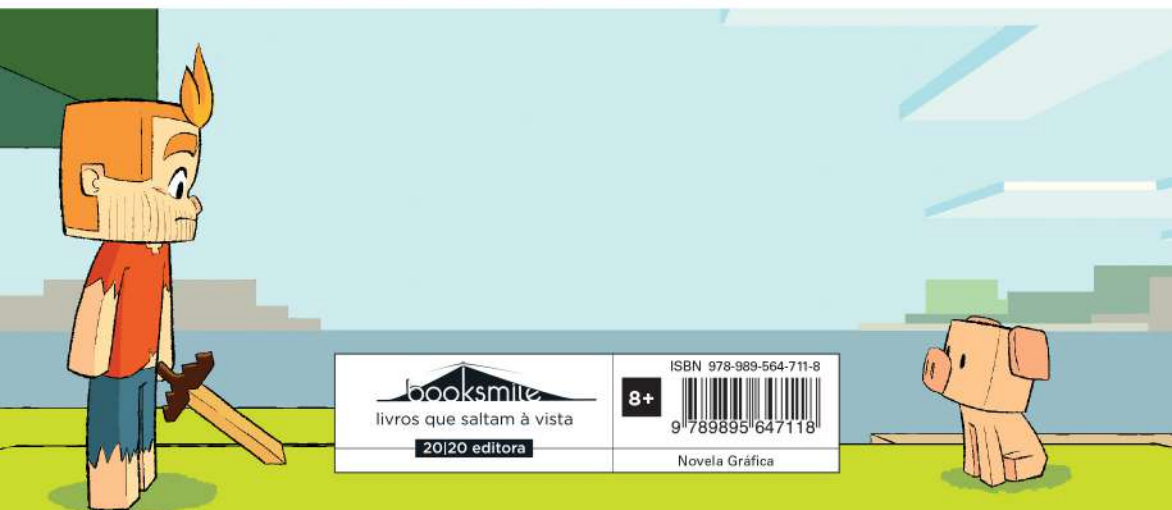 booksmile
livros que saltam à vista
20|20 editora
8+
ISBN 978-989-564-711-8
9 789895 647118
Novela Gráfica